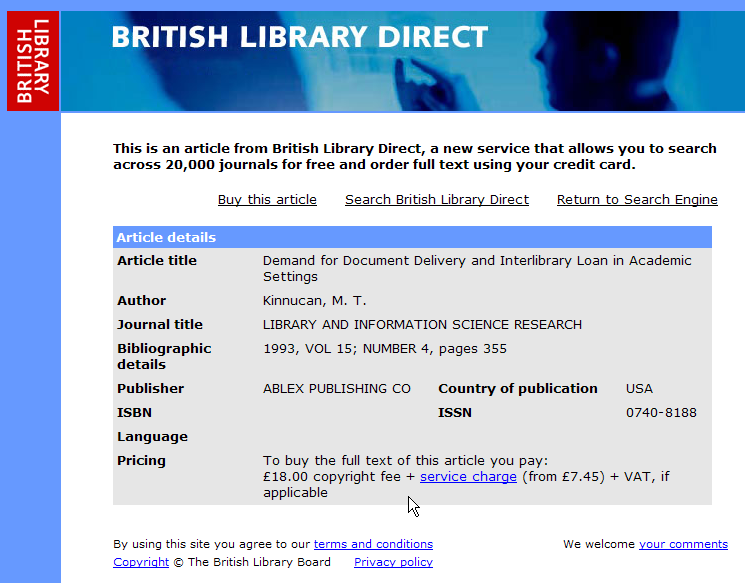 BRITISH
LIBRARY
BRITISH LIBRARY DIRECT
This is an article from British Library Direct, a new service that allows you to search
across 20,000 journals for free and order full text using your credit card.
Buy this article Search British Library Direct Return to Search Engine
Article details
Article title Demand for Document Delivery and Interlibrary Loan in Academic
Settings
Author Kinnucan, M. T.
Journal title LIBRARY AND INFORMATION SCIENCE RESEARCH
Bibliographic 1993, VOL 15; NUMBER 4, pages 355
details
Publisher ABLEX PUBLISHING CO Country of publication USA
ISBN ISSN 0740-8188
Language
Pricing To buy the full text of this article you pay:
£18.00 copyright fee + service charge (from £7.45) + VAT, if
applicable
By using this site you agree to our terms and conditions We welcome your comments
Copyright © The British Library Board Privacy policy